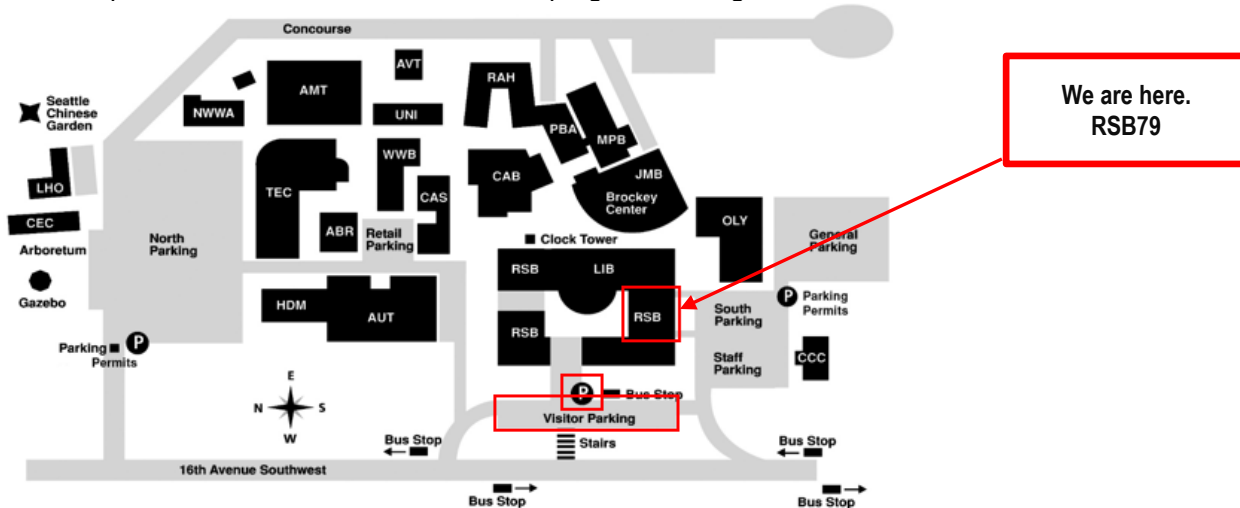 Concourse
AVT
RAH
AMT
Seattle
Chinese
Garden
NWWA
UNI
PBA
MPB
WWB
LHO
TEC
CAS
CAB
JMB
Brockey
Center
CEC
ABR
Retail
Parking
OLY
General
Parking
Arboretum
North
Parking
Clock Tower
RSB
LIB
Gazebo
HDM
AUT
RSB
RSB
South
Parking
P
Parking
Permits
Parking
Permits
P
Staff
Parking
CCC
E
N
S
W
P
Bus Stop
Visitor Parking
Bus Stop
Stairs
Bus Stop
16th Avenue Southwest
Bus Stop
Bus Stop
We are here.
RSB79